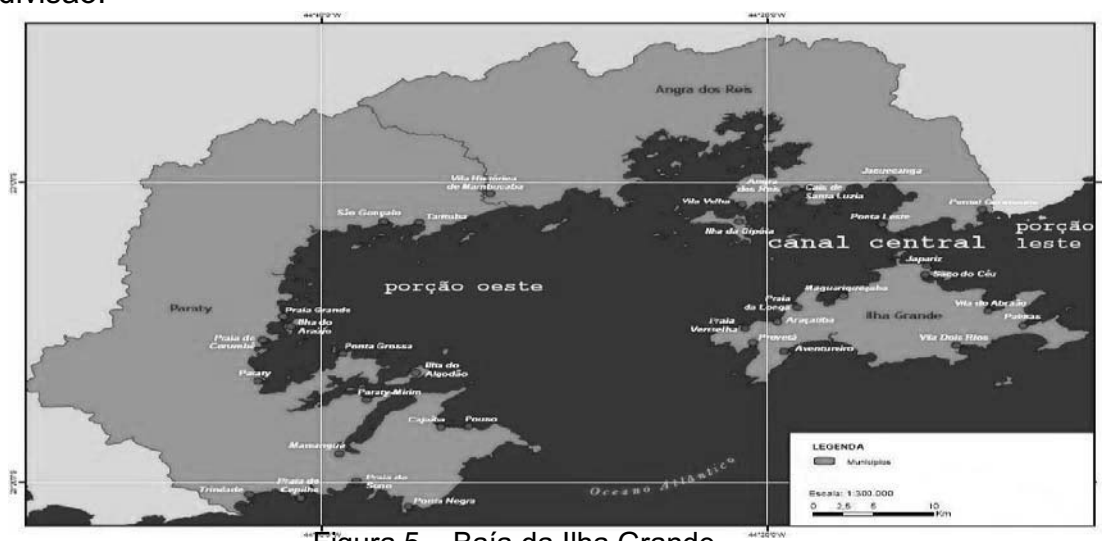 divisão.
Angra dos Reis
Vila Histórica
de Mambucaba
Angra
dos Reis
Cais de
Santa Luzia
Jacuecanga
Vila Velha
São Gonçalo
Tarituba
Ilha da Gipóia
Ponta Leste
porção
leste
canal central
Japariz
Saco do Céu
porção oeste
Paraty
Praia Grande
Ilha do
Araújo
Praia de
Corumbê
Ponta Grossa
Paraty
Ilha do
Algodão
Paraty-Mirim
Praia
da Longa
Ilha Grande
Vila do Abraão
Palmas
Praia
Vermelha
Araçatiba
Provetá
Aventureiro
Vila Dois Rios
Cajaíba
Pouso
Mamanguá
Trindade
Praia do
Cepilho
Praia do
Sono
Ponta Negra
Oceano Atlântico
LEGENDA
Municípios
Escala: 1:300.000
0 2,5 5 10
Km
Figura 5 – Baía da Ilha Grande